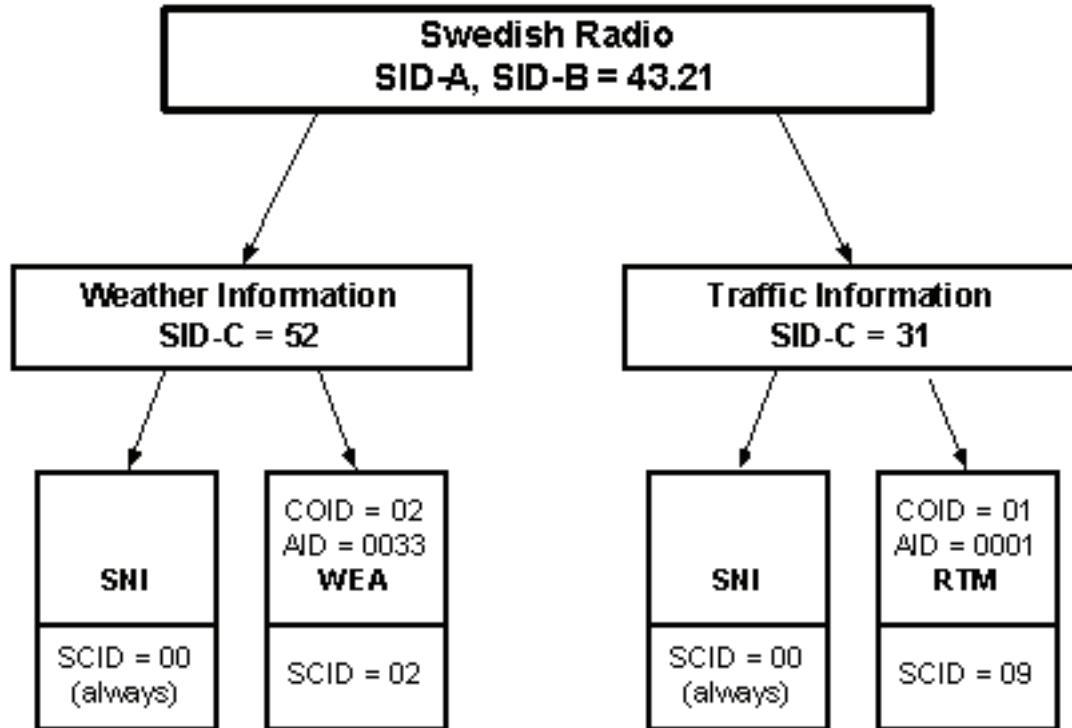 Swedish Radio
SID-A, SID-B = 43.21
Weather Information
SID-C = 52
Traffic Information
SID-C = 31
SNI
SCID = 00
(always)
COID = 02
AID = 0033
WEA
SCID = 02
SNI
SCID = 00
(always)
COID = 01
AID = 0001
RTM
SCID = 09